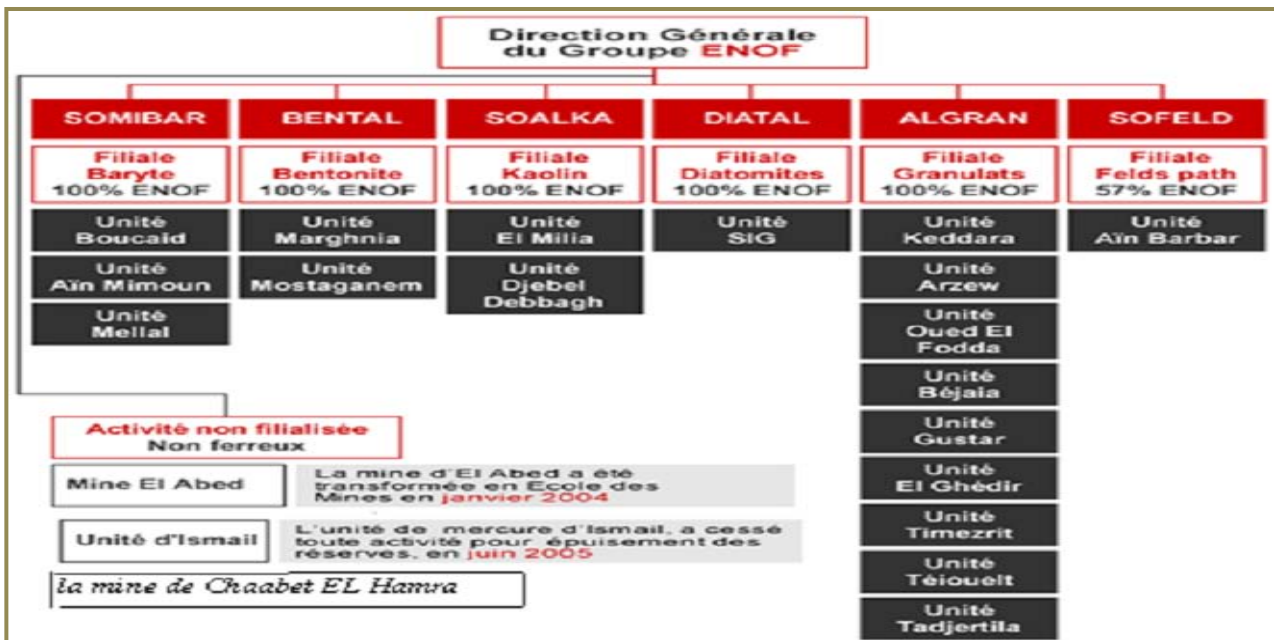 Direction Générale
du Groupe ENOF
SOMIBAR
Filiale
Baryte
100% ENOF
Unité
Boucaid
Unité
Aïn Mimoun
Unité
Mellal
BENTAL
Filiale
Bentonite
100% ENOF
Unité
Marghnia
Unité
Mostaganem
SOALKA
Filiale
Kaolin
100% ENOF
Unité
El Milia
Unité
Djebel
Debbagh
DIATAL
Filiale
Diatomites
100% ENOF
Unité
SIG
ALGRAN
Filiale
Granulats
100% ENOF
Unité
Keddara
Unité
Arzew
Unité
Oued El
Fodda
Unité
Béjaia
Unité
Gustar
Unité
El Ghédir
Unité
Timezrit
Unité
Téiouelt
Unité
Tadjertila
SOFELD
Filiale
Felds path
57% ENOF
Unité
Aïn Barbar
Activité non filialisée
Non ferreux
Mine El Abed
La mine d'El Abed a été
transformée en Ecole des
Mines en janvier 2004
Unité d'Ismail
L'unité de mercure d'Ismail, a cessé
toute activité pour épuisement des
réserves, en juin 2005
la mine de Chaabet EL Hamra